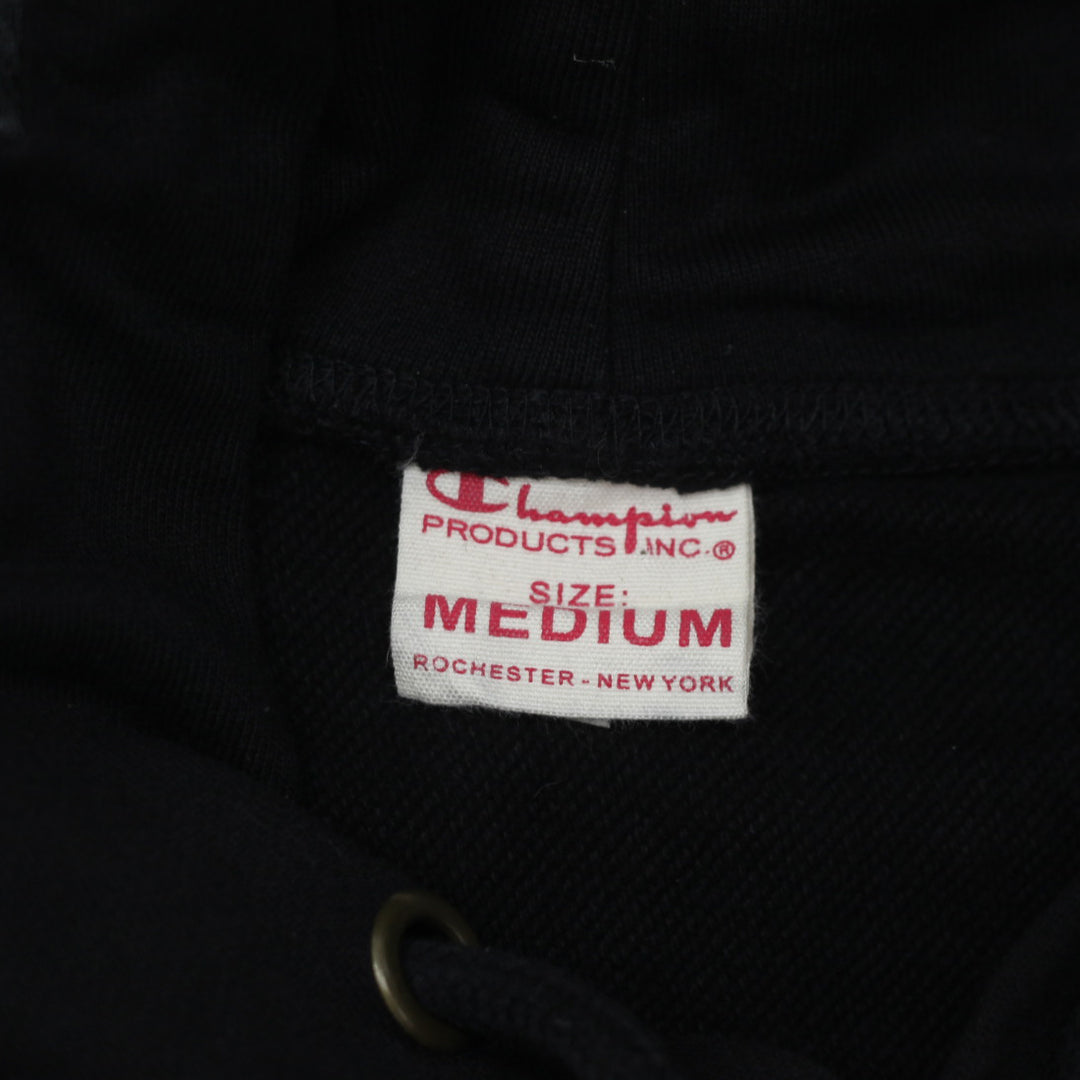 Champion
PRODUCTS INC.®
SIZE:
MEDIUM
ROCHESTER - NEW YORK